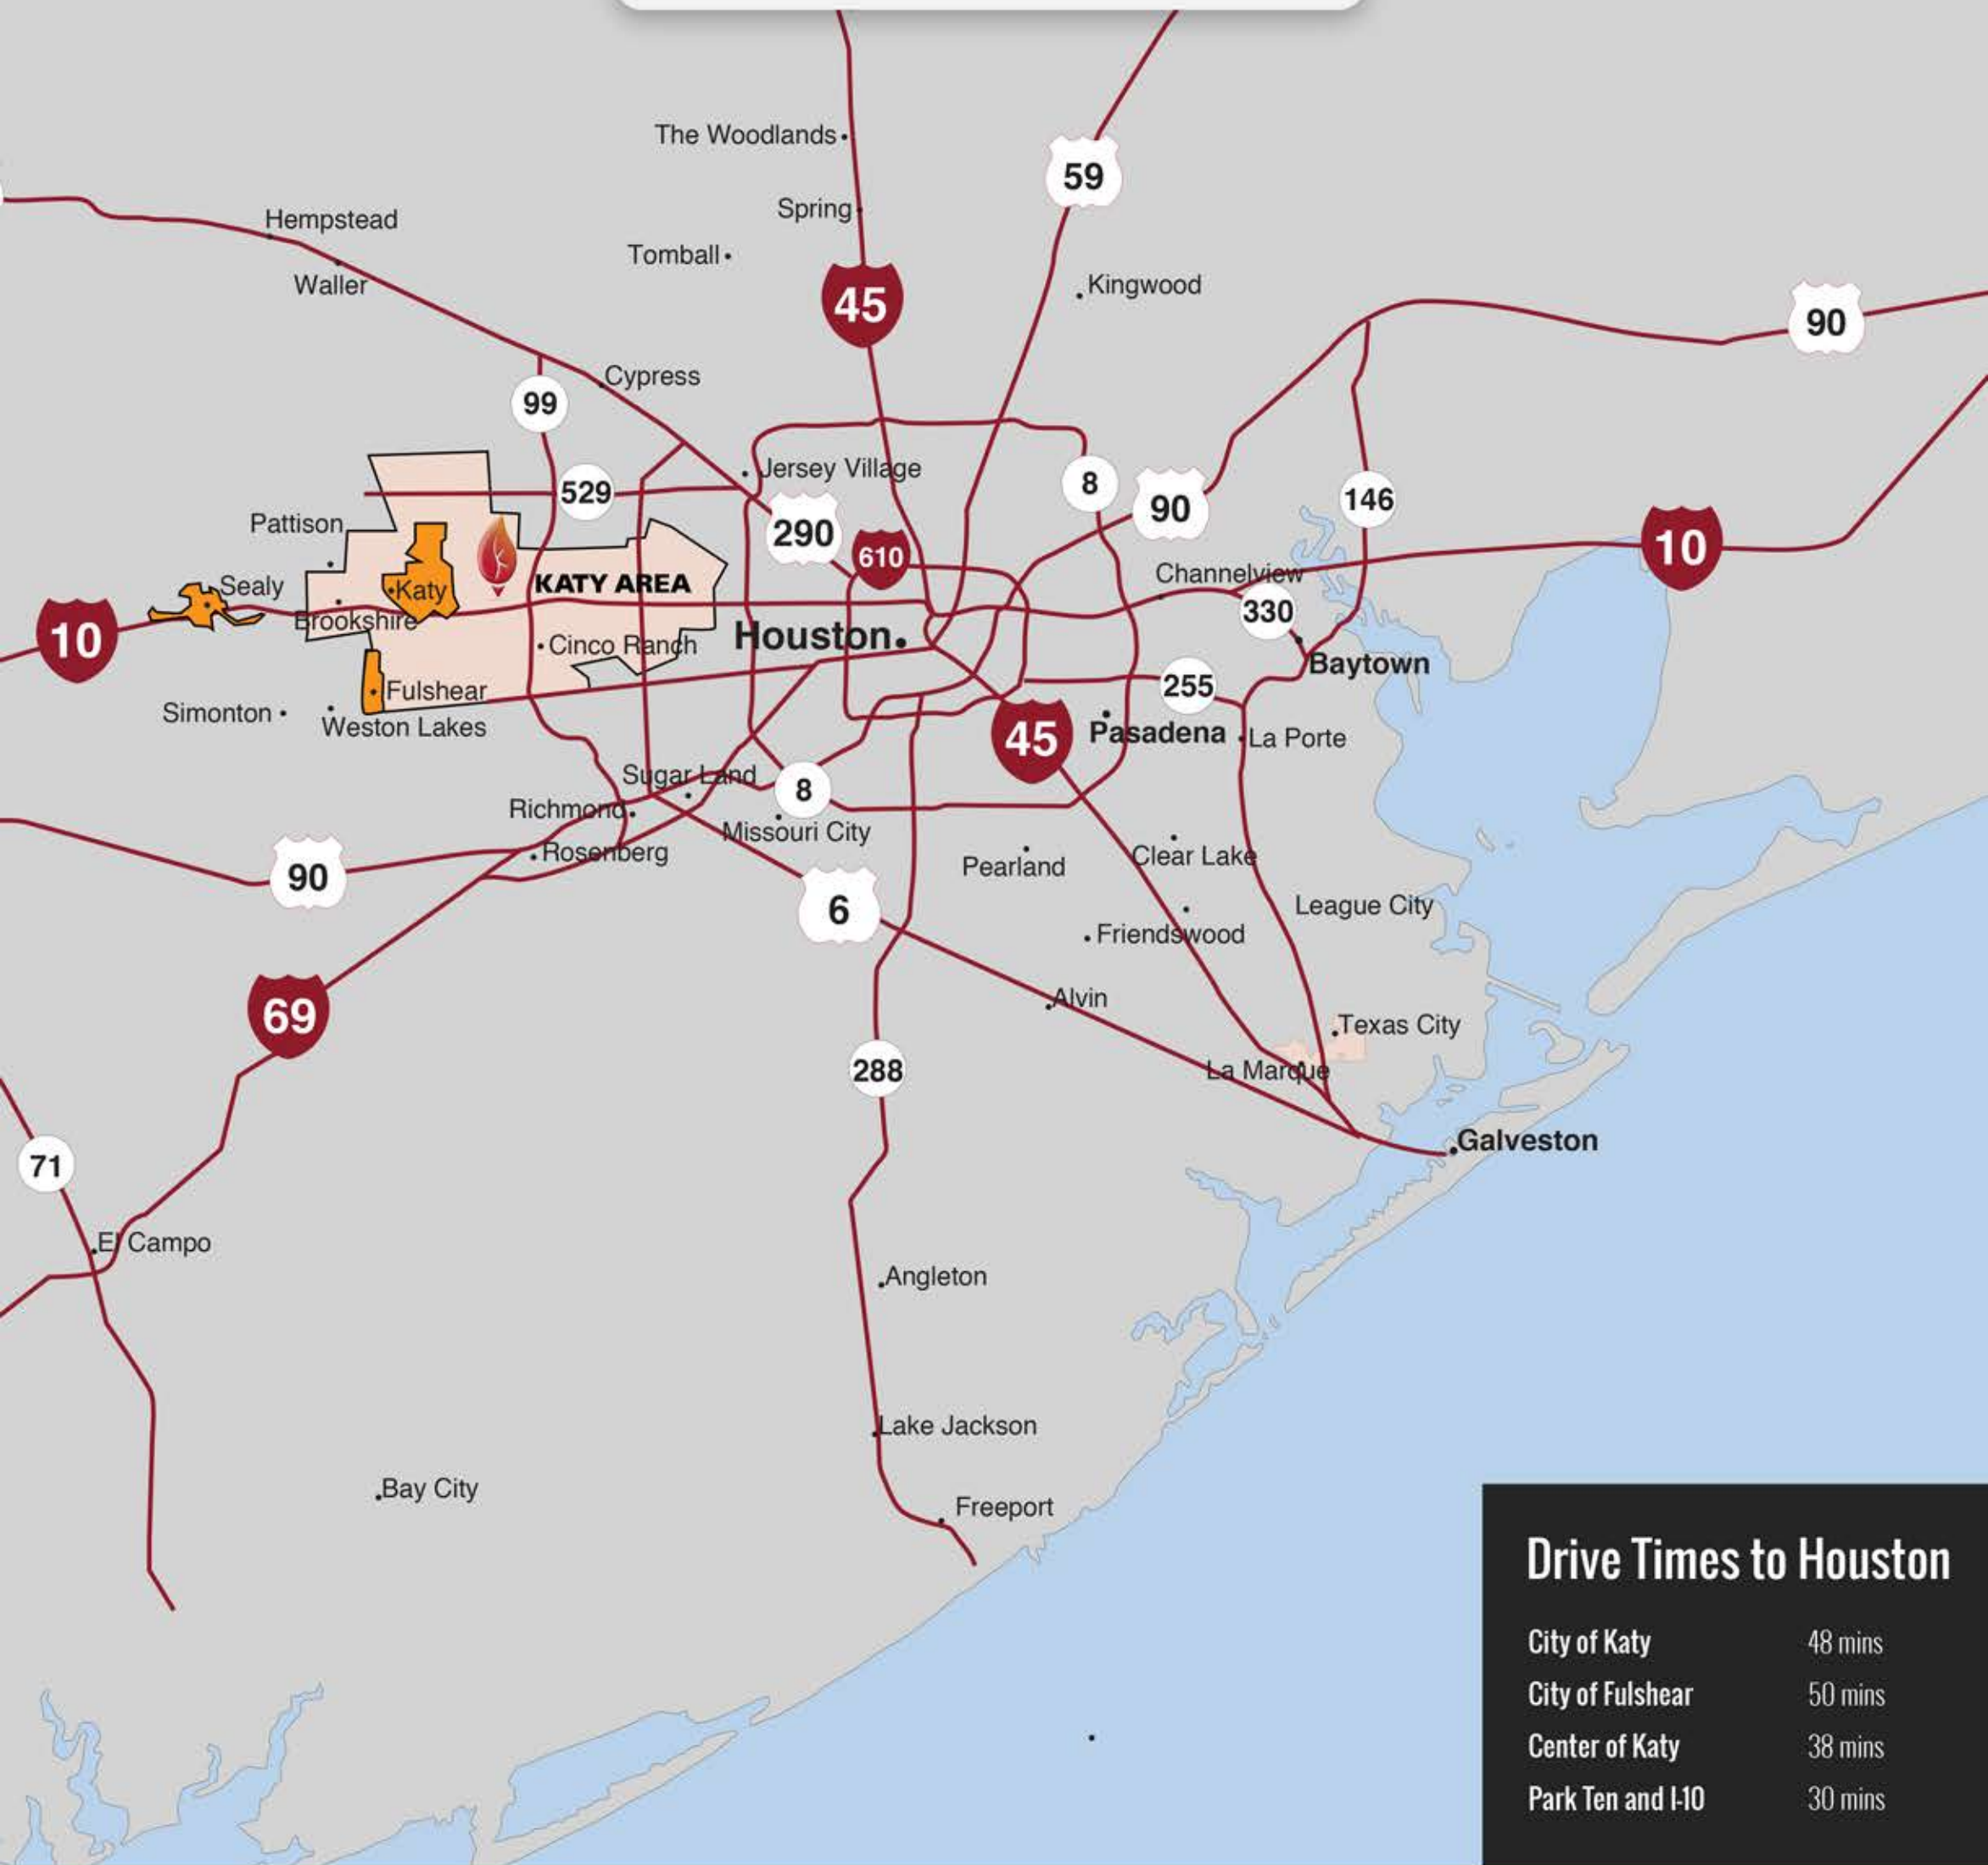 The Woodlands
59
Hempstead
Spring
Tomball
Waller
45
Kingwood
90
Cypress
99
Jersey Village
8
529
146
90
Pattison
290
610
10
Channelview
Sealy
Katy
KATY AREA
330
Brookshire
10
Houston
Cinco Ranch
Baytown
255
Fulshear
Simonton
Weston Lakes
45
Pasadena
La Porte
Sugar Land
8
Richmond
Missouri City
Rosenberg
Pearland
Clear Lake
90
6
League City
Friendswood
Alvin
69
Texas City
288
La Marque
Galveston
71
El Campo
Angleton
Lake Jackson
Bay City
Freeport
Drive Times to Houston
City of Katy 48 mins
City of Fulshear 50 mins
Center of Katy 38 mins
Park Ten and I-10 30 mins